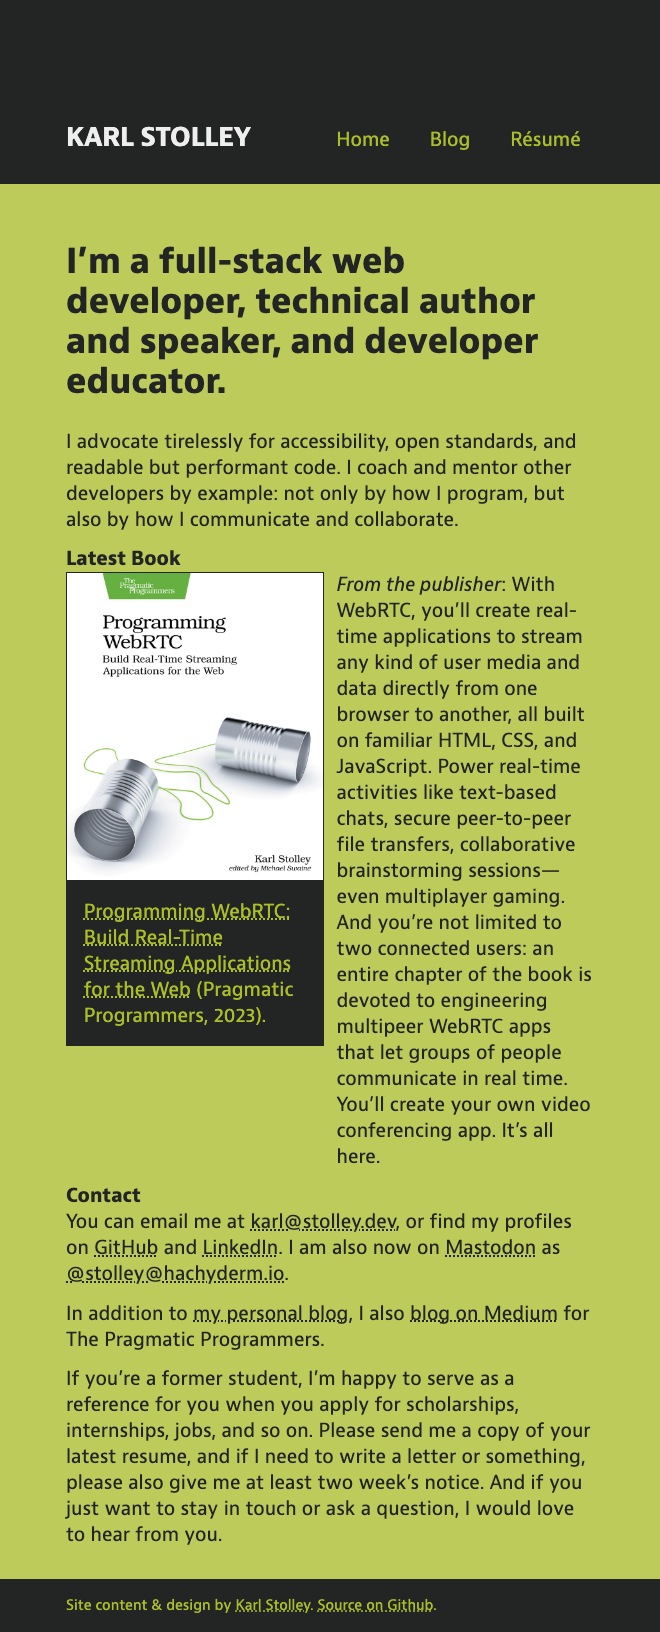 KARL STOLLEY
Home Blog Résumé
I’m a full-stack web
developer, technical author
and speaker, and developer
educator.
I advocate tirelessly for accessibility, open standards, and
readable but performant code. I coach and mentor other
developers by example: not only by how I program, but
also by how I communicate and collaborate.
Latest Book
The
Pragmatic
Programmers
Programming
WebRTC
Build Real-Time Streaming
Applications for the Web
Karl Stolley
edited by Michael Swaine
Programming WebRTC:
Build Real-Time
Streaming Applications
for the Web (Pragmatic
Programmers, 2023).
From the publisher: With
WebRTC, you’ll create real-
time applications to stream
any kind of user media and
data directly from one
browser to another, all built
on familiar HTML, CSS, and
JavaScript. Power real-time
activities like text-based
chats, secure peer-to-peer
file transfers, collaborative
brainstorming sessions—
even multiplayer gaming.
And you’re not limited to
two connected users: an
entire chapter of the book is
devoted to engineering
multipeer WebRTC apps
that let groups of people
communicate in real time.
You’ll create your own video
conferencing app. It’s all
here.
Contact
You can email me at karl@stolley.dev, or find my profiles
on GitHub and LinkedIn. I am also now on Mastodon as
@stolley@hachyderm.io.
In addition to my personal blog, I also blog on Medium for
The Pragmatic Programmers.
If you’re a former student, I’m happy to serve as a
reference for you when you apply for scholarships,
internships, jobs, and so on. Please send me a copy of your
latest resume, and if I need to write a letter or something,
please also give me at least two week’s notice. And if you
just want to stay in touch or ask a question, I would love
to hear from you.
Site content & design by Karl Stolley. Source on Github.